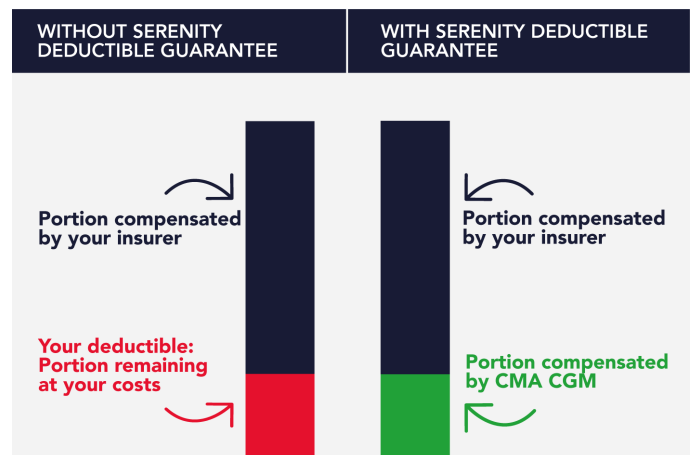 WITHOUT SERENITY
DEDUCTIBLE GUARANTEE
WITH SERENITY DEDUCTIBLE
GUARANTEE
Portion compensated
by your insurer
Portion compensated
by your insurer
Your deductible:
Portion remaining
at your costs
Portion compensated
by CMA CGM